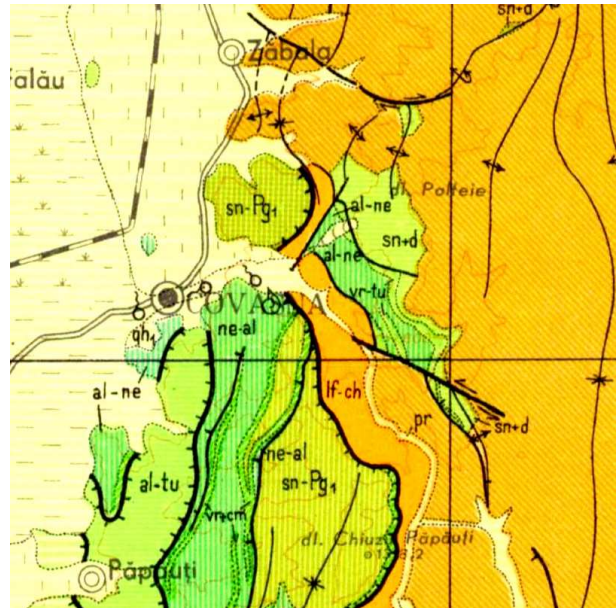 sn+d
Zăbala
falău
dl. Polteie
al-ne
sn-Pg1
sn+d
al-ne
vr-tu
COVASNA
qh1
ne-al
al-ne
lf-ch
pr
sn+d
ne-al
sn-Pg1
al-tu
vr+cm
dl. Chiuzu Păpăuți
Păpăuți